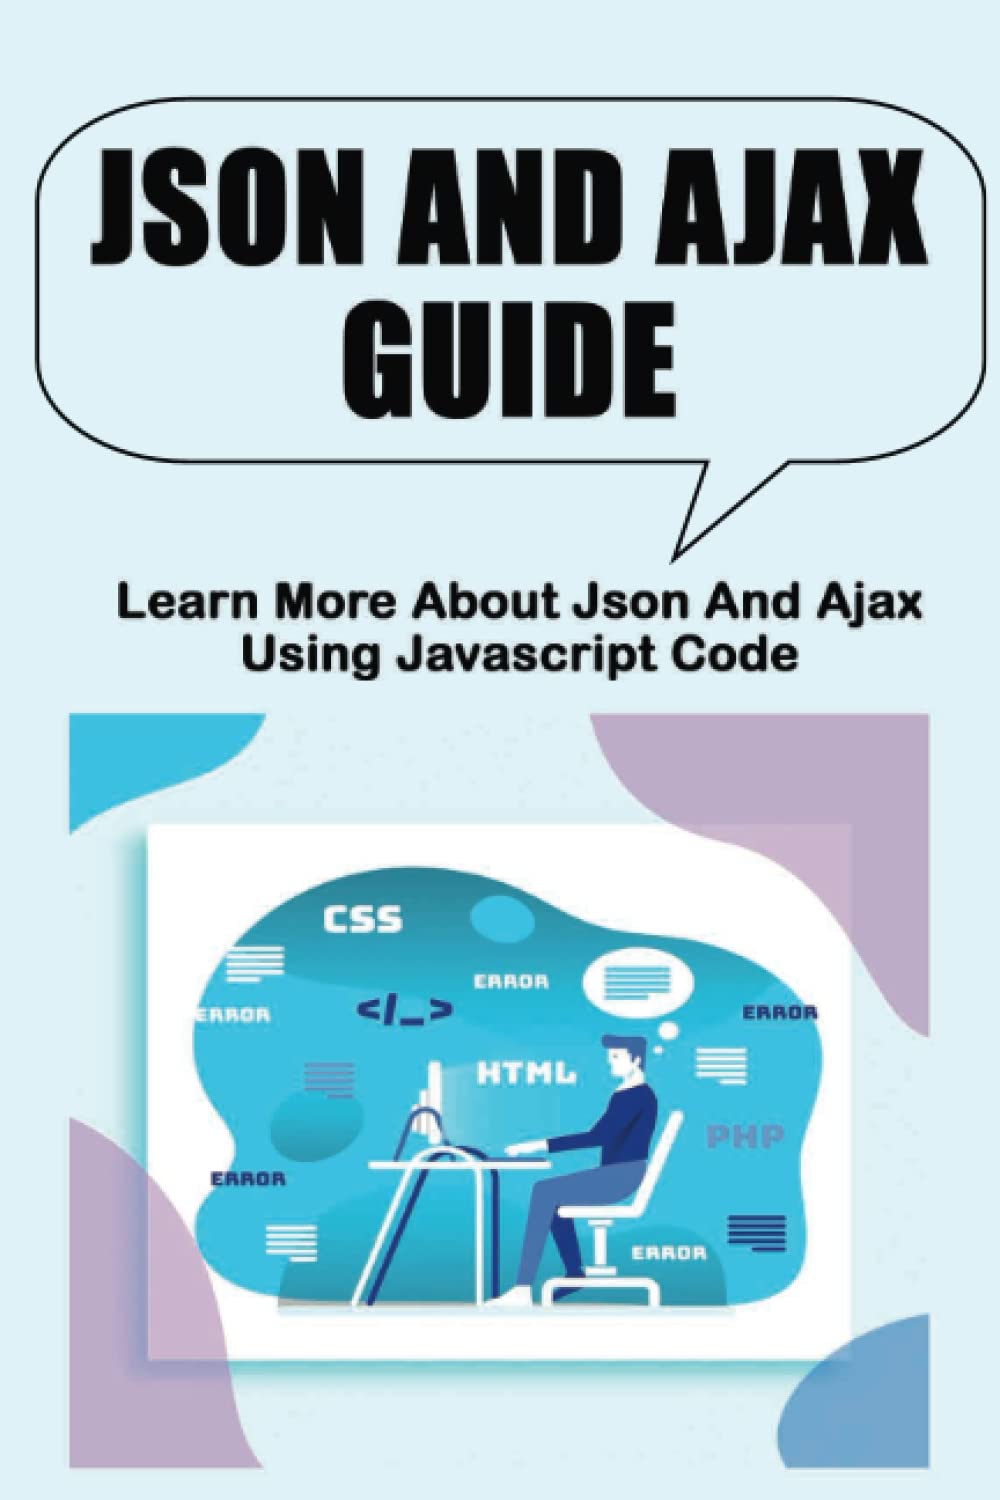 JSON AND AJAX
GUIDE
Learn More About Json And Ajax
Using Javascript Code
CSS
ERROR
ERROR
</_>
ERROR
HTML
PHP
ERROR
ERROR